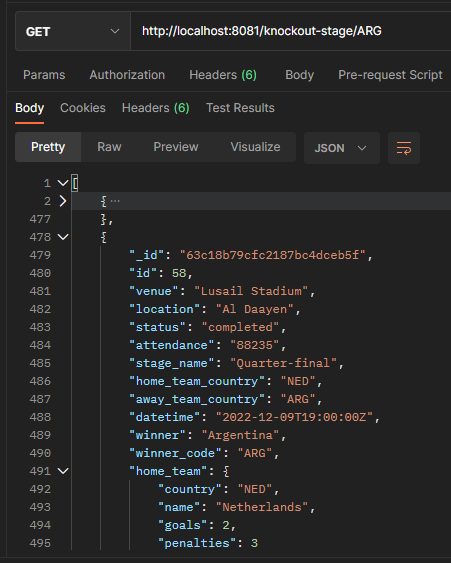 GET http://localhost:8081/knockout-stage/ARG
Params Authorization Headers (6) Body Pre-request Script
Body Cookies Headers (6) Test Results
Pretty Raw Preview Visualize JSON
1 [
2 { ...
477 },
478 {
479 "_id": "63c18b79cfc2187bc4dceb5f",
480 "id": 58,
481 "venue": "Lusail Stadium",
482 "location": "Al Daayen",
483 "status": "completed",
484 "attendance": "88235",
485 "stage_name": "Quarter-final",
486 "home_team_country": "NED",
487 "away_team_country": "ARG",
488 "datetime": "2022-12-09T19:00:00Z",
489 "winner": "Argentina",
490 "winner_code": "ARG",
491 "home_team": {
492 "country": "NED",
493 "name": "Netherlands",
494 "goals": 2,
495 "penalties": 3